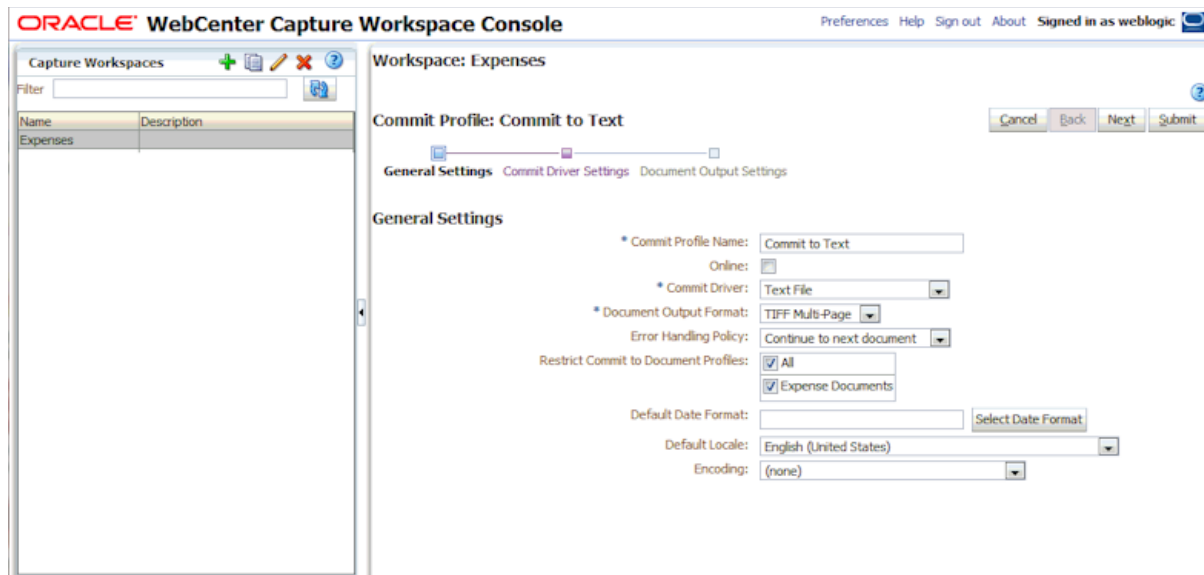 ORACLE WebCenter Capture Workspace Console
Preferences Help Sign out About Signed in as weblogic
Capture Workspaces
Filter
Name Description
Expenses
Workspace: Expenses
Commit Profile: Commit to Text
Cancel Back Next Submit
General Settings Commit Driver Settings Document Output Settings
General Settings
* Commit Profile Name: Commit to Text
Online:
* Commit Driver: Text File
* Document Output Format: TIFF Multi-Page
Error Handling Policy: Continue to next document
Restrict Commit to Document Profiles: All
Expense Documents
Default Date Format: Select Date Format
Default Locale: English (United States)
Encoding: (none)